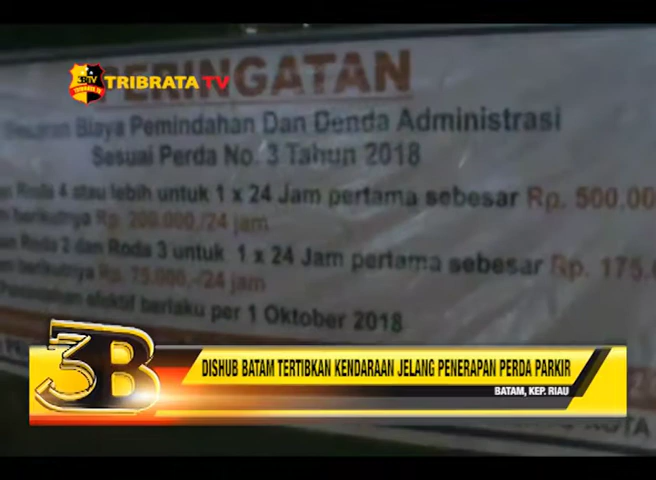 TRIBRATA TV
PERINGATAN
Biaya Pemindahan Dan Denda Administrasi
Sesuai Perda No. 3 Tahun 2018
Roda 4 atau lebih untuk 1 x 24 Jam pertama sebesar Rp. 500.00
berikutnya Rp. 200.000,/24 jam
Roda 2 dan Roda 3 untuk 1 x 24 Jam pertama sebesar Rp. 175.
berikutnya Rp. 75.000,-/24 jam
efektif berlaku per 1 Oktober 2018
3B
DISHUB BATAM TERTIBKAN KENDARAAN JELANG PENERAPAN PERDA PARKIR
BATAM, KEP. RIAU
KOTA